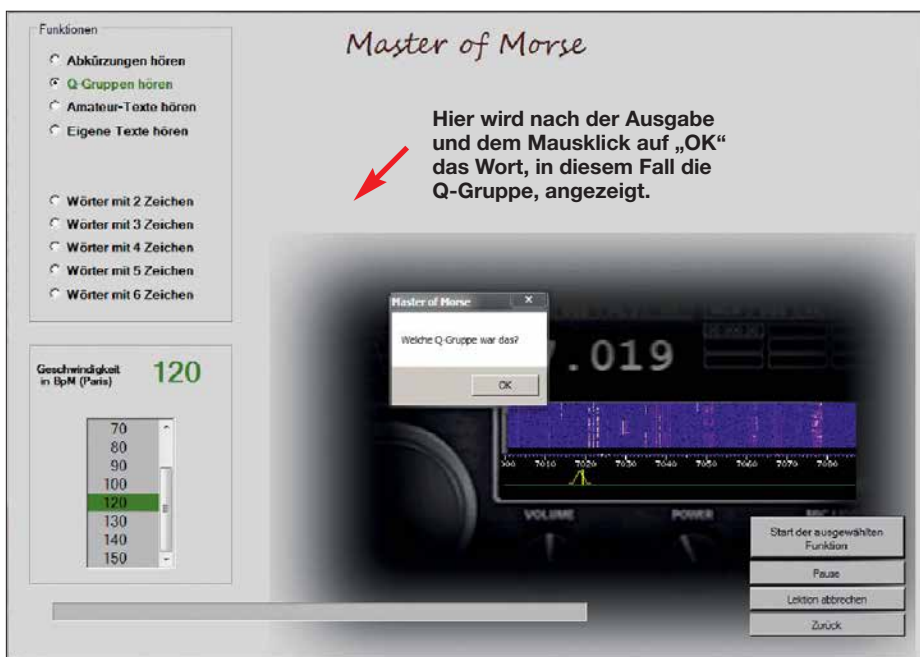 Funktionen
Abkürzungen hören
Q-Gruppen hören
Amateur-Texte hören
Eigene Texte hören
Wörter mit 2 Zeichen
Wörter mit 3 Zeichen
Wörter mit 4 Zeichen
Wörter mit 5 Zeichen
Wörter mit 6 Zeichen
Master of Morse
Hier wird nach der Ausgabe
und dem Mausklick auf „OK“
das Wort, in diesem Fall die
Q-Gruppe, angezeigt.
Master of Morse
Welche Q-Gruppe war das?
OK
7.019
7010 7020 7030 7040 7050 7060 7070 7080
VOLUME POWER
Geschwindigkeit
in BpM (Paris)
120
70
80
90
100
120
130
140
150
Start der ausgewählten
Funktion
Pause
Lektion abbrechen
Zurück